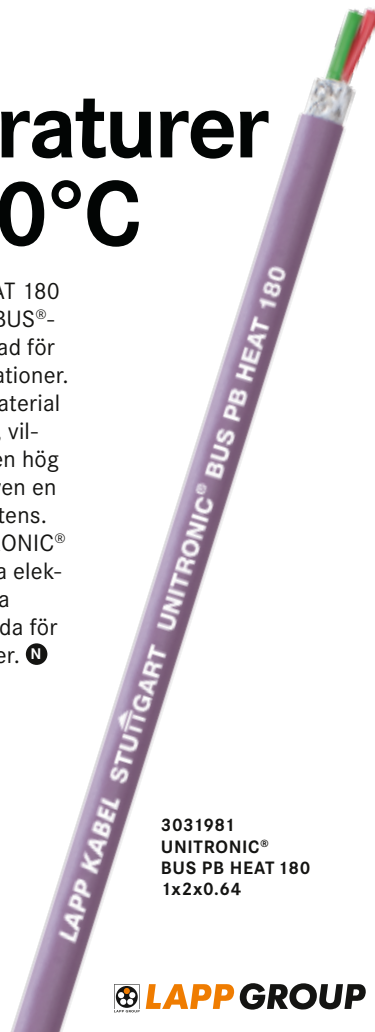 raturer
0°C
AT 180
BUS®-
ad för
ationer.
aterial
vil-
en hög
ven en
tens.
ONIC®
a elek-
a
da för
er. N
LAPP KABEL STUTTGART UNITRONIC® BUS PB HEAT 180
3031981
UNITRONIC®
BUS PB HEAT 180
1x2x0.64
LAPP GROUP